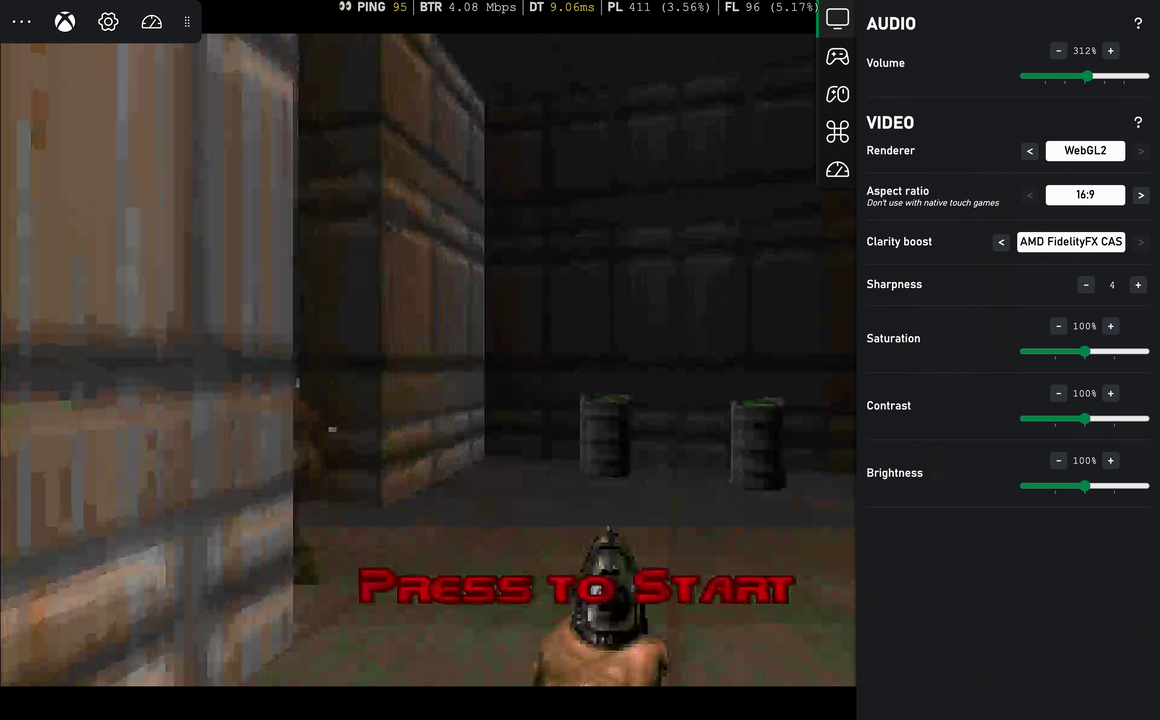 👀 PING 95 | BTR 4.08 Mbps | DT 9.06ms | PL 411 (3.56%) | FL 96 (5.17%)
AUDIO ?
Volume - 312% +
VIDEO ?
Renderer < WebGL2 >
Aspect ratio < 16:9 >
Don't use with native touch games
Clarity boost < AMD FidelityFX CAS >
Sharpness - 4 +
Saturation - 100% +
Contrast - 100% +
Brightness - 100% +
PRESS TO START